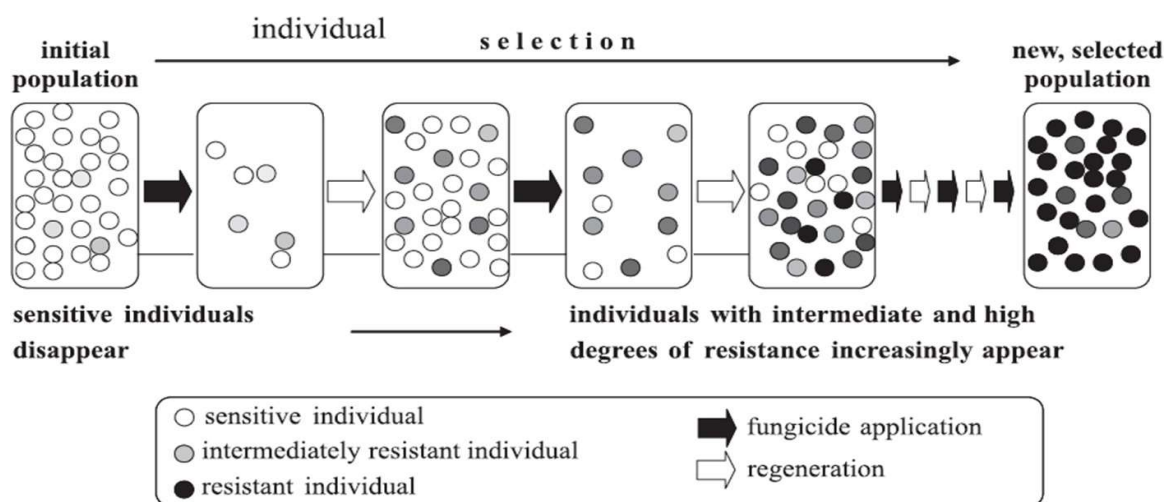 individual
selection
initial
population
new, selected
population
sensitive individuals
disappear
individuals with intermediate and high
degrees of resistance increasingly appear
sensitive individual
intermediately resistant individual
resistant individual
fungicide application
regeneration